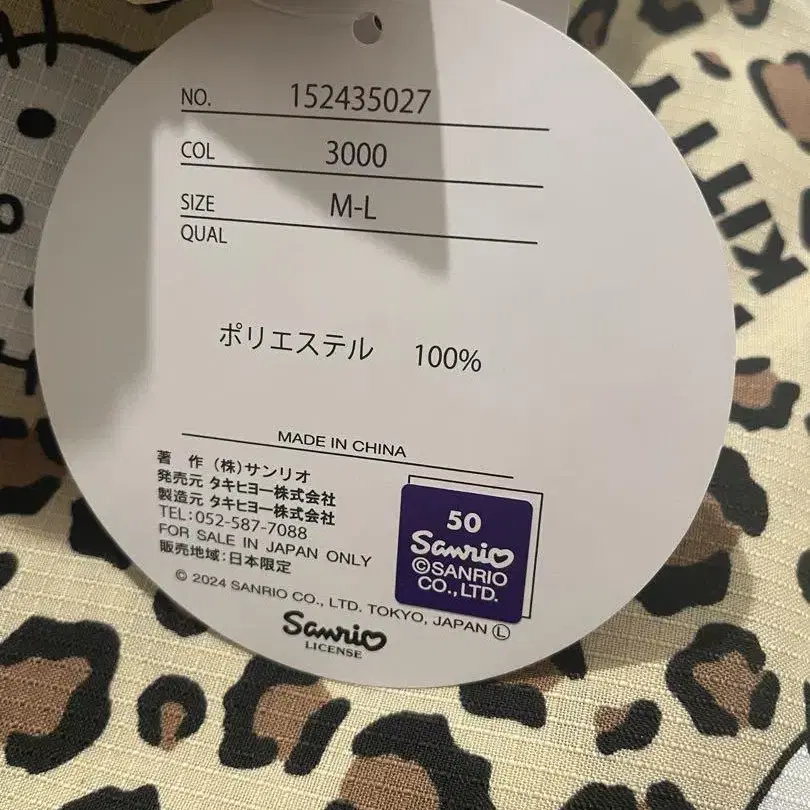 NO. 152435027
COL 3000
SIZE M-L
QUAL
ポリエステル 100%
MADE IN CHINA
著 作 (株)サンリオ
発売元 タキヒヨー株式会社
製造元 タキヒヨー株式会社
TEL:052-587-7088
FOR SALE IN JAPAN ONLY
販売地域:日本限定
© 2024 SANRIO CO., LTD. TOKYO, JAPAN Ⓛ
Sanrio
LICENSE
50
Sanrio
©SANRIO
CO.,LTD.
KITTY